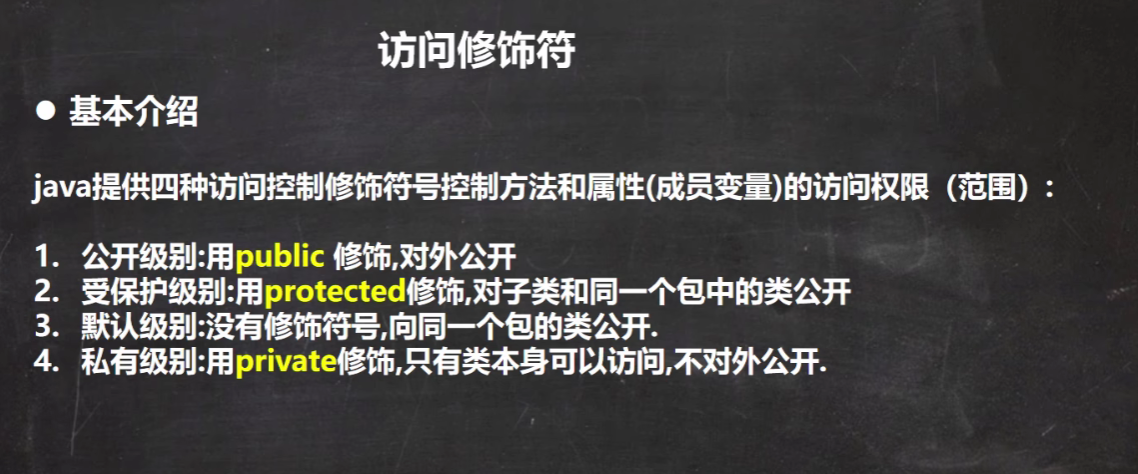 访问修饰符
● 基本介绍
java提供四种访问控制修饰符号控制方法和属性(成员变量)的访问权限（范围）:
1. 公开级别:用public 修饰,对外公开
2. 受保护级别:用protected修饰,对子类和同一个包中的类公开
3. 默认级别:没有修饰符号,向同一个包的类公开.
4. 私有级别:用private修饰,只有类本身可以访问,不对外公开.